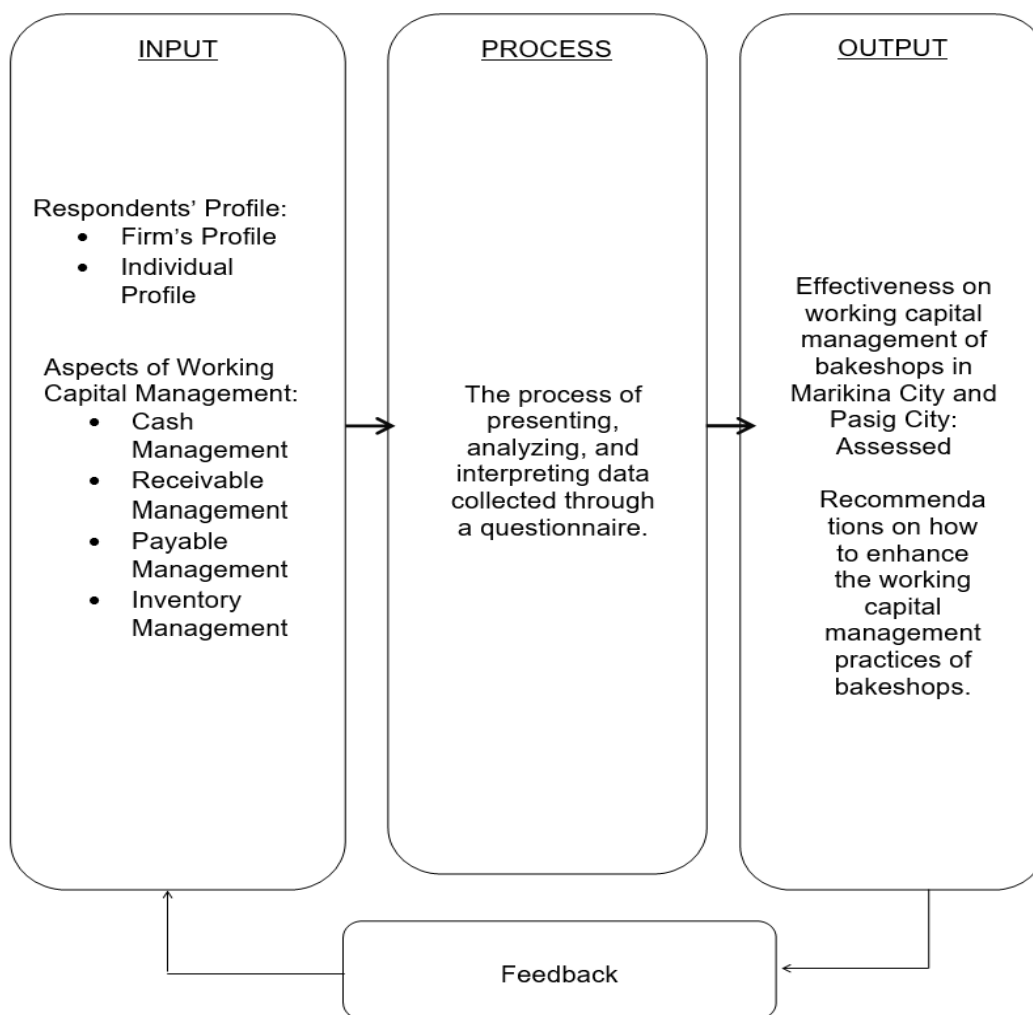 INPUT
Respondents’ Profile:
• Firm’s Profile
• Individual
Profile
Aspects of Working
Capital Management:
• Cash
Management
• Receivable
Management
• Payable
Management
• Inventory
Management
PROCESS
The process of
presenting,
analyzing, and
interpreting data
collected through
a questionnaire.
OUTPUT
Effectiveness on
working capital
management of
bakeshops in
Marikina City and
Pasig City:
Assessed
Recommenda
tions on how
to enhance
the working
capital
management
practices of
bakeshops.
Feedback